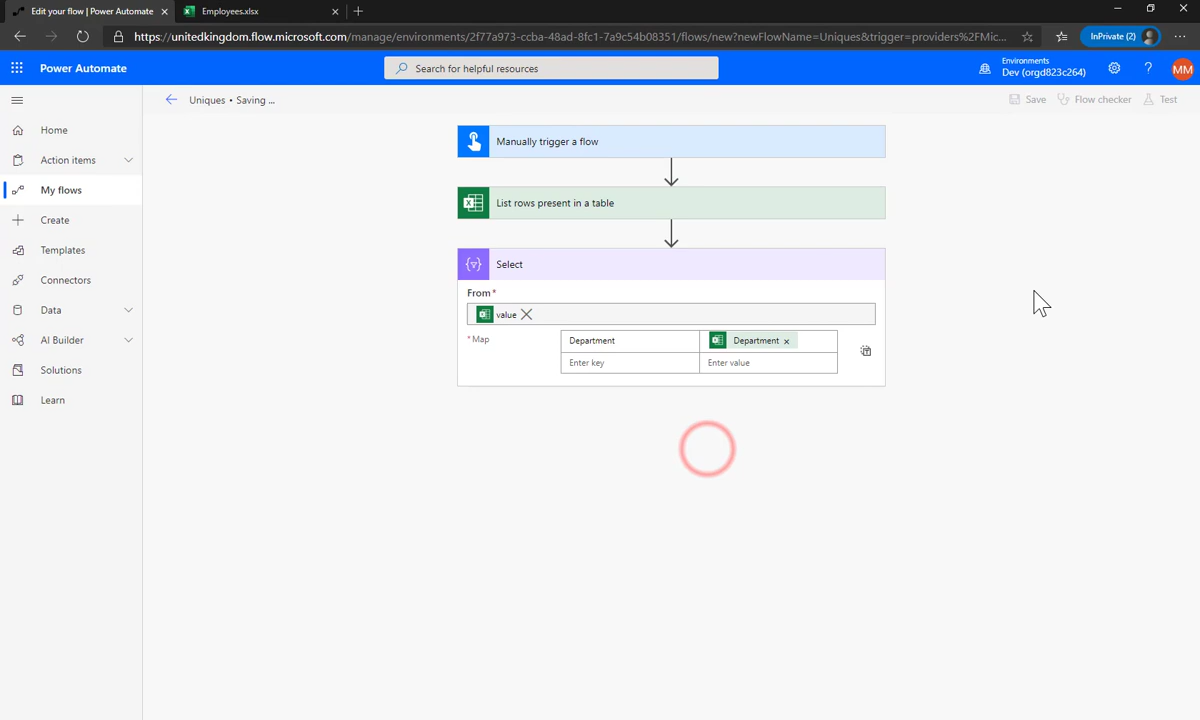 Edit your flow | Power Automate
Employees.xlsx
https://unitedkingdom.flow.microsoft.com/manage/environments/2f77a973-ccba-48ad-8fc1-7a9c54b08351/flows/new?newFlowName=Uniques&trigger=providers%2FMic...
InPrivate (2)
Power Automate
Search for helpful resources
Environments
Dev (orgd823c264)
?
MM
Uniques • Saving ...
Save
Flow checker
Test
Home
Action items
My flows
Create
Templates
Connectors
Data
AI Builder
Solutions
Learn
Manually trigger a flow
List rows present in a table
Select
From *
value
* Map
Department
Department
Enter key
Enter value